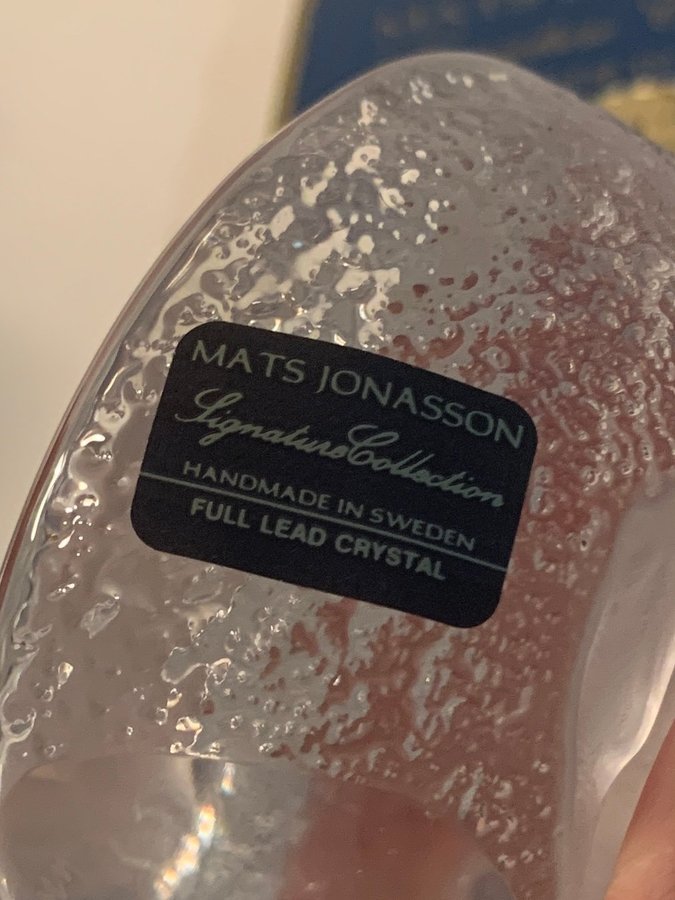 MATS JONASSON
Signature Collection
HANDMADE IN SWEDEN
FULL LEAD CRYSTAL